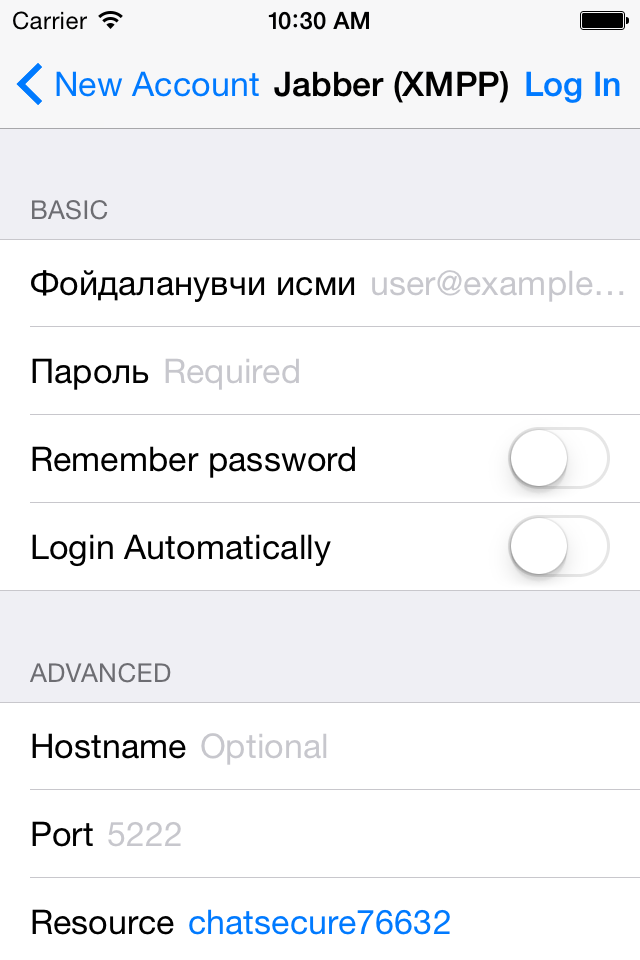 Carrier 10:30 AM
New Account Jabber (XMPP) Log In
BASIC
Фойдаланувчи исми user@example…
Пароль Required
Remember password
Login Automatically
ADVANCED
Hostname Optional
Port 5222
Resource chatsecure76632